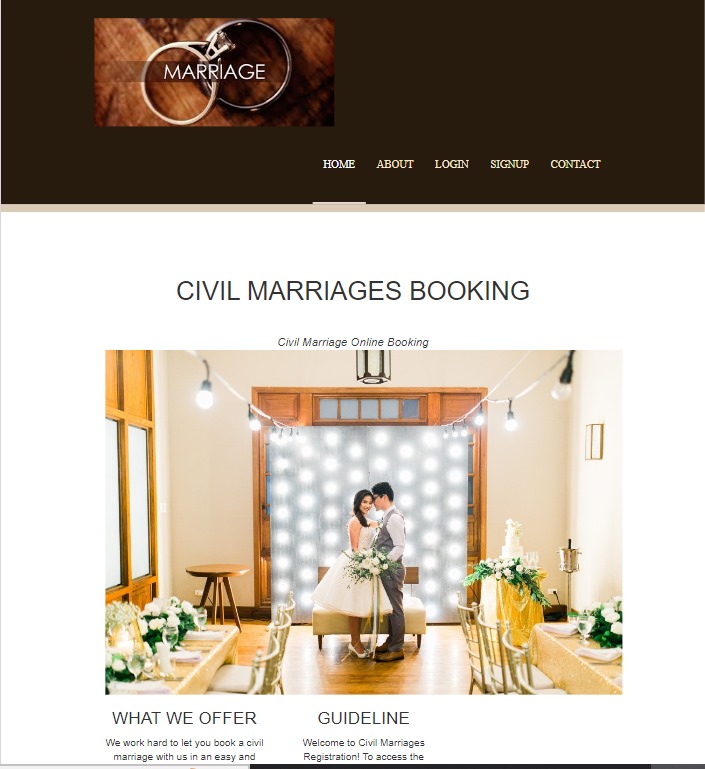 MARRIAGE
HOME ABOUT LOGIN SIGNUP CONTACT
CIVIL MARRIAGES BOOKING
Civil Marriage Online Booking
WHAT WE OFFER
We work hard to let you book a civil
marriage with us in an easy and
GUIDELINE
Welcome to Civil Marriages
Registration! To access the